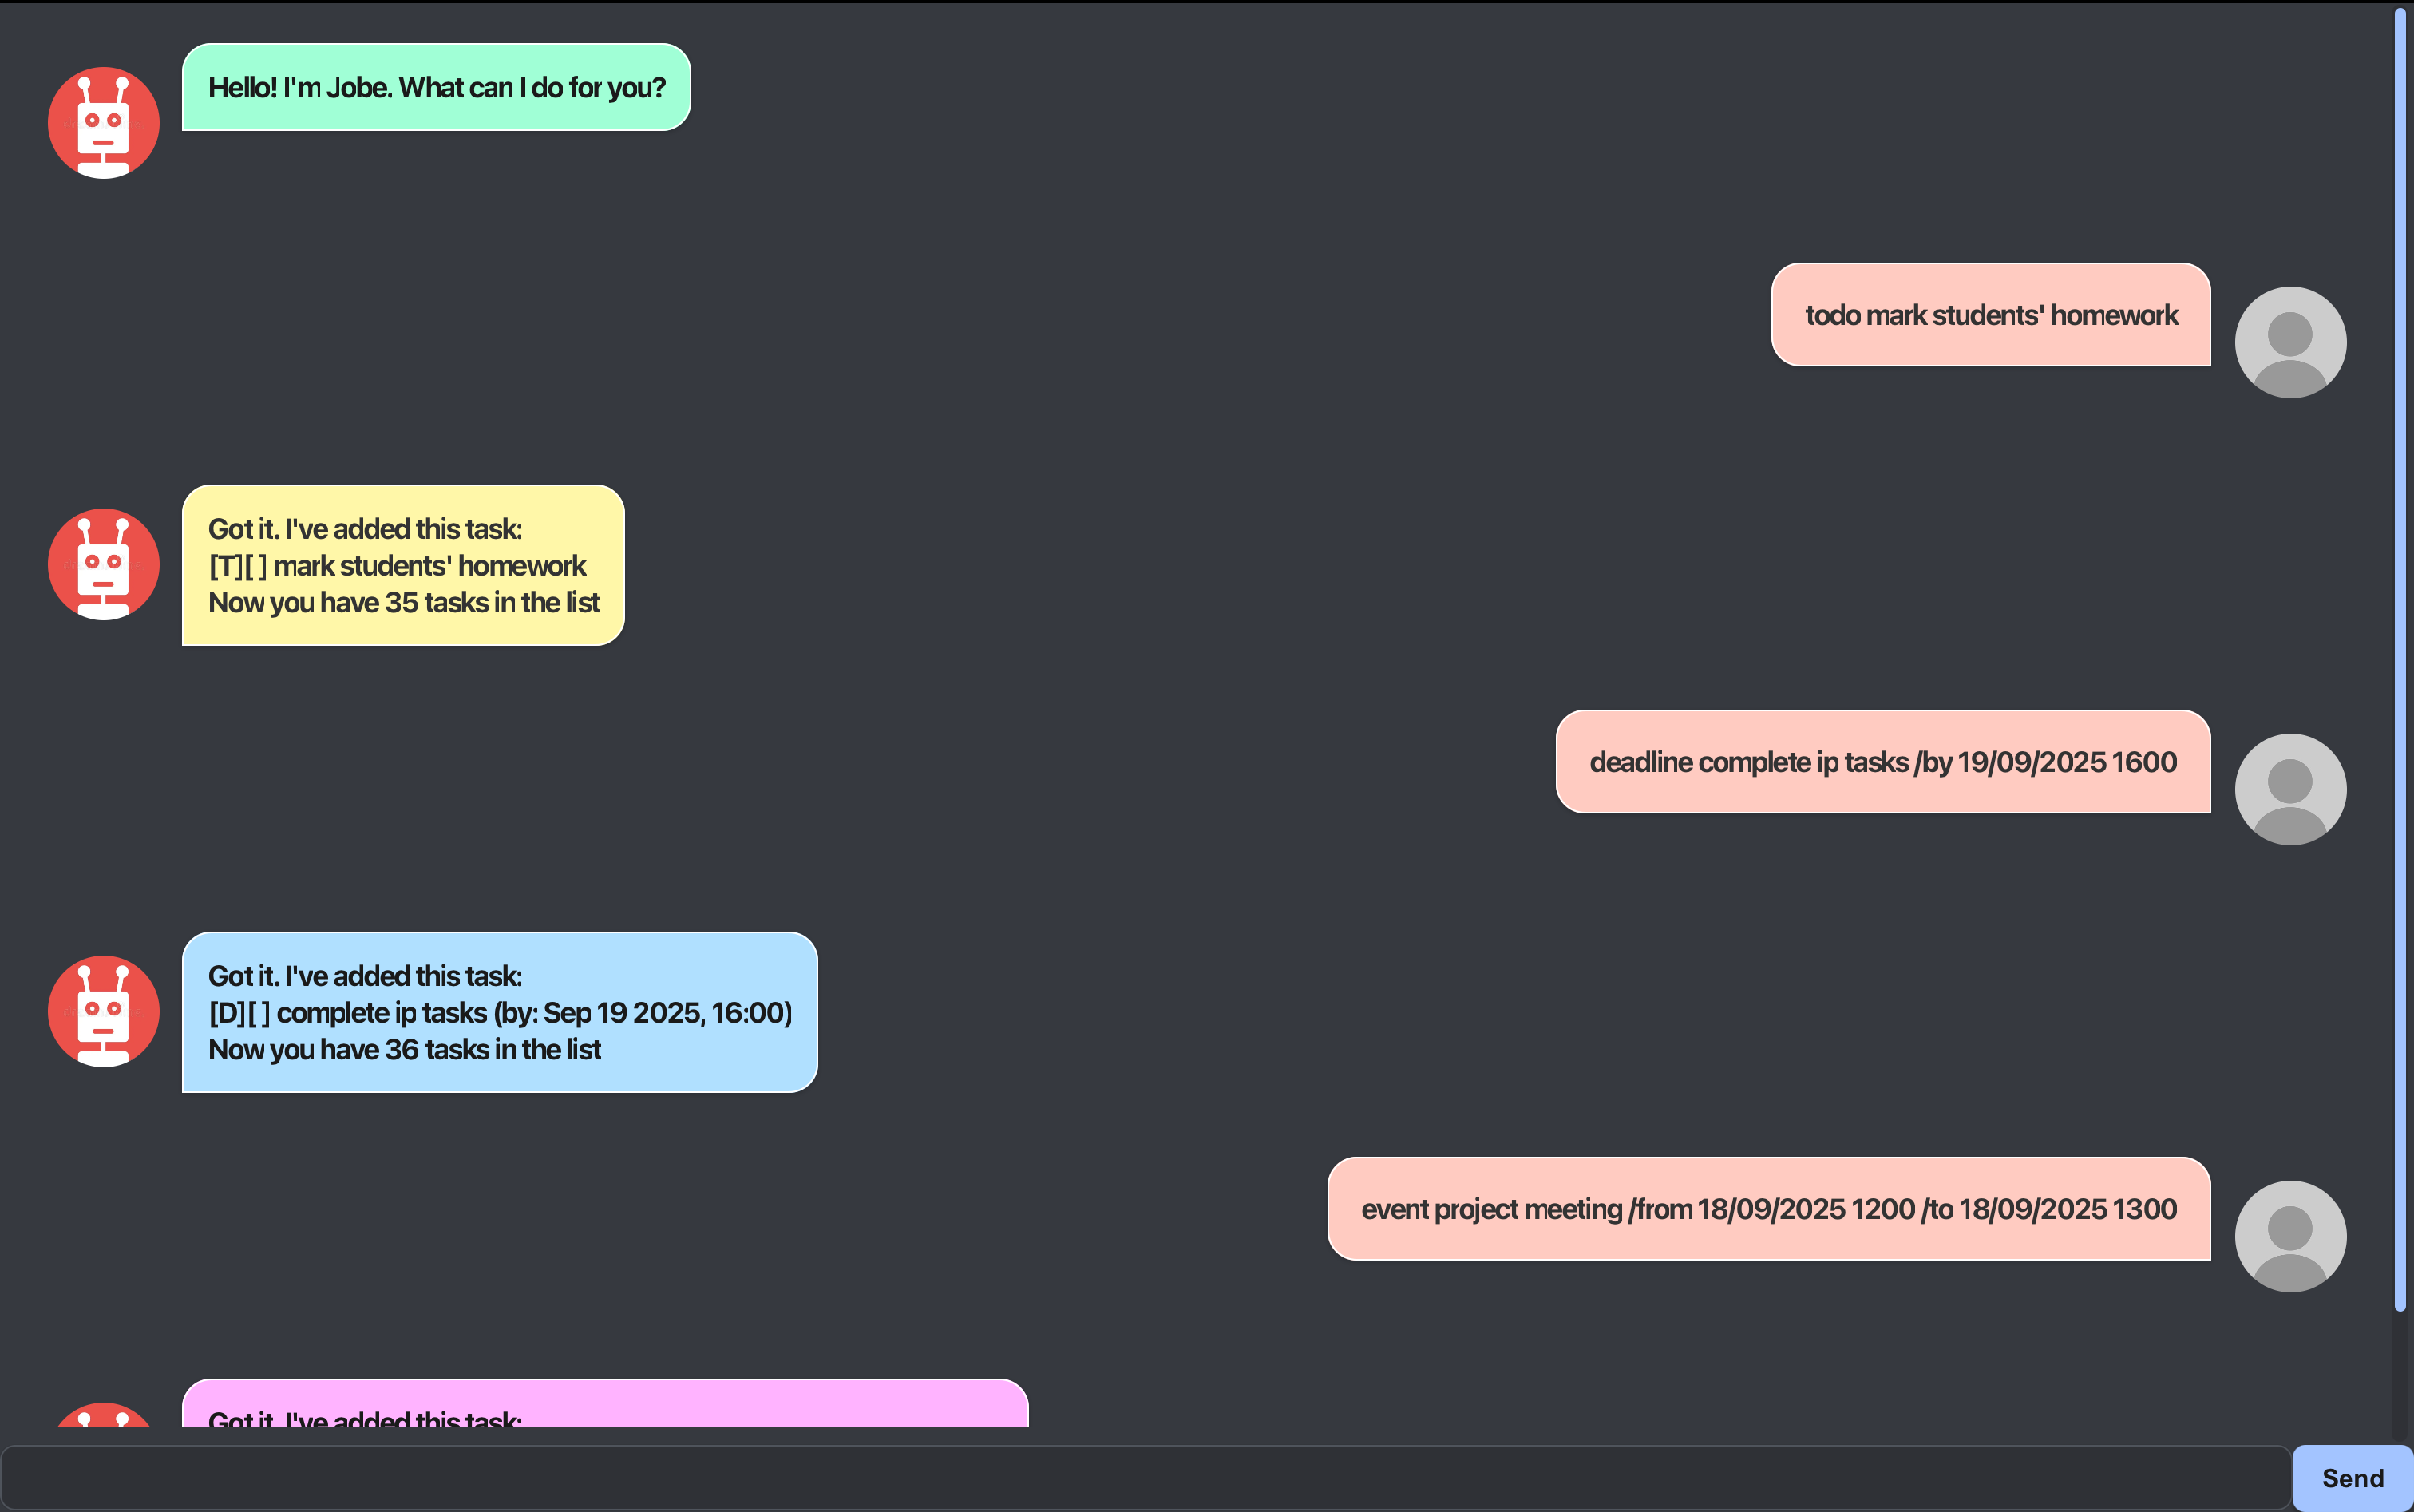 Hello! I'm Jobe. What can I do for you?
todo mark students' homework
Got it. I've added this task:
[T][ ] mark students' homework
Now you have 35 tasks in the list
deadline complete ip tasks /by 19/09/2025 1600
Got it. I've added this task:
[D][ ] complete ip tasks (by: Sep 19 2025, 16:00)
Now you have 36 tasks in the list
event project meeting /from 18/09/2025 1200 /to 18/09/2025 1300
Got it. I've added this task:
Send